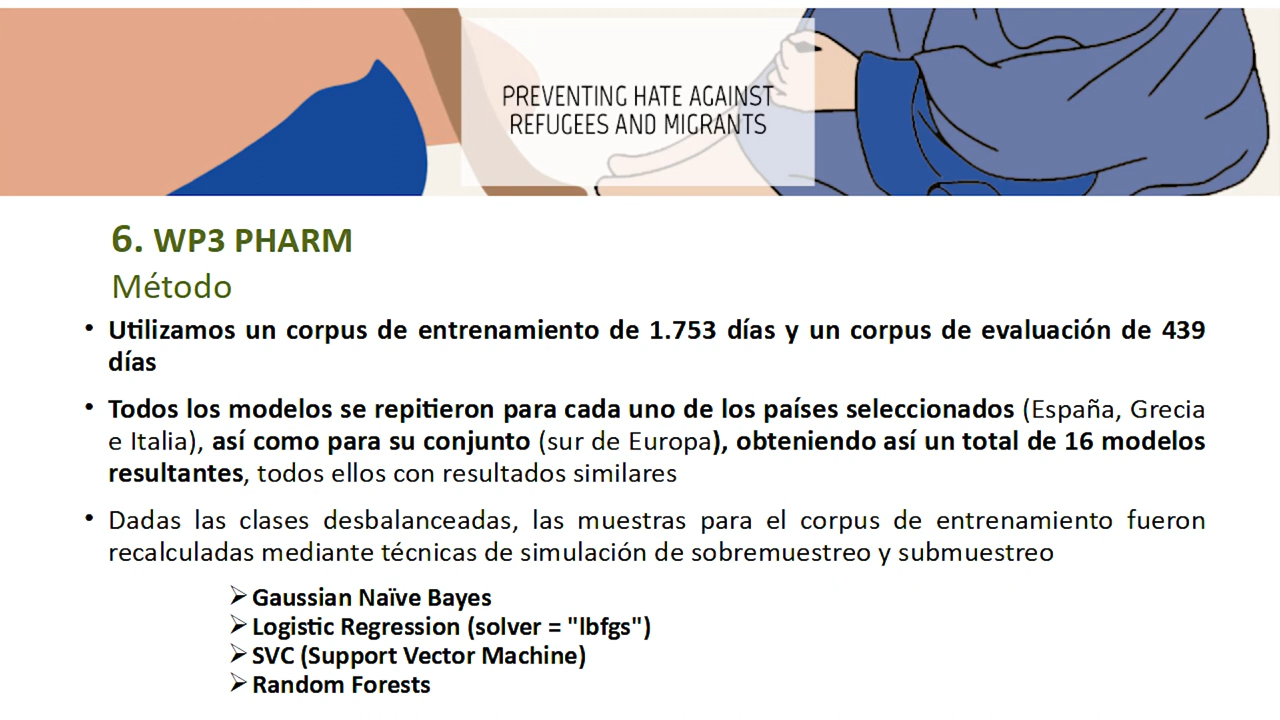 PREVENTING HATE AGAINST
REFUGEES AND MIGRANTS
6. WP3 PHARM
Método
• Utilizamos un corpus de entrenamiento de 1.753 días y un corpus de evaluación de 439
días
• Todos los modelos se repitieron para cada uno de los países seleccionados (España, Grecia
e Italia), así como para su conjunto (sur de Europa), obteniendo así un total de 16 modelos
resultantes, todos ellos con resultados similares
• Dadas las clases desbalanceadas, las muestras para el corpus de entrenamiento fueron
recalculadas mediante técnicas de simulación de sobremuestreo y submuestreo
➢ Gaussian Naïve Bayes
➢ Logistic Regression (solver = "lbfgs")
➢ SVC (Support Vector Machine)
➢ Random Forests